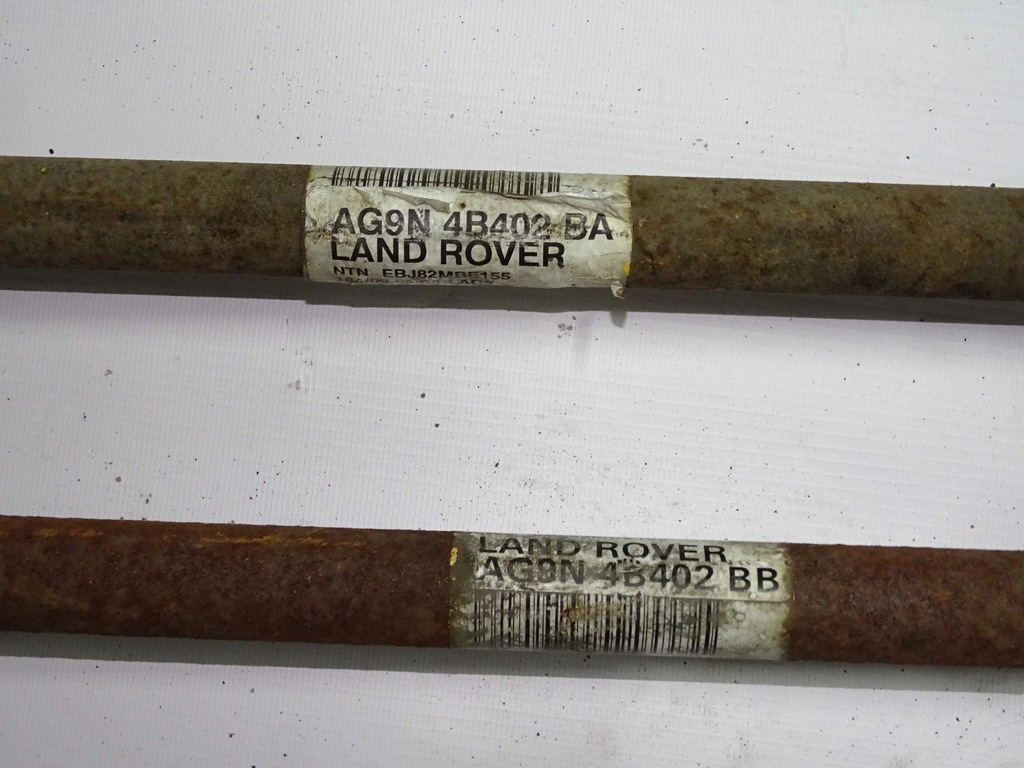 AG9N 4B402 BA
LAND ROVER
NTN EBJ82MBE155
LAND ROVER
AG9N 4B402 BB